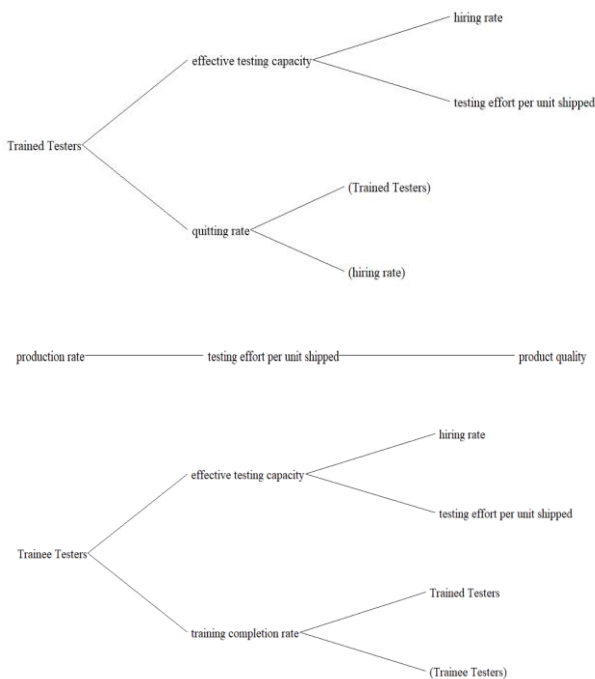 hiring rate
effective testing capacity
testing effort per unit shipped
Trained Testers
(Trained Testers)
quitting rate
(hiring rate)
production rate testing effort per unit shipped product quality
hiring rate
effective testing capacity
testing effort per unit shipped
Trainee Testers
Trained Testers
training completion rate
(Trainee Testers)